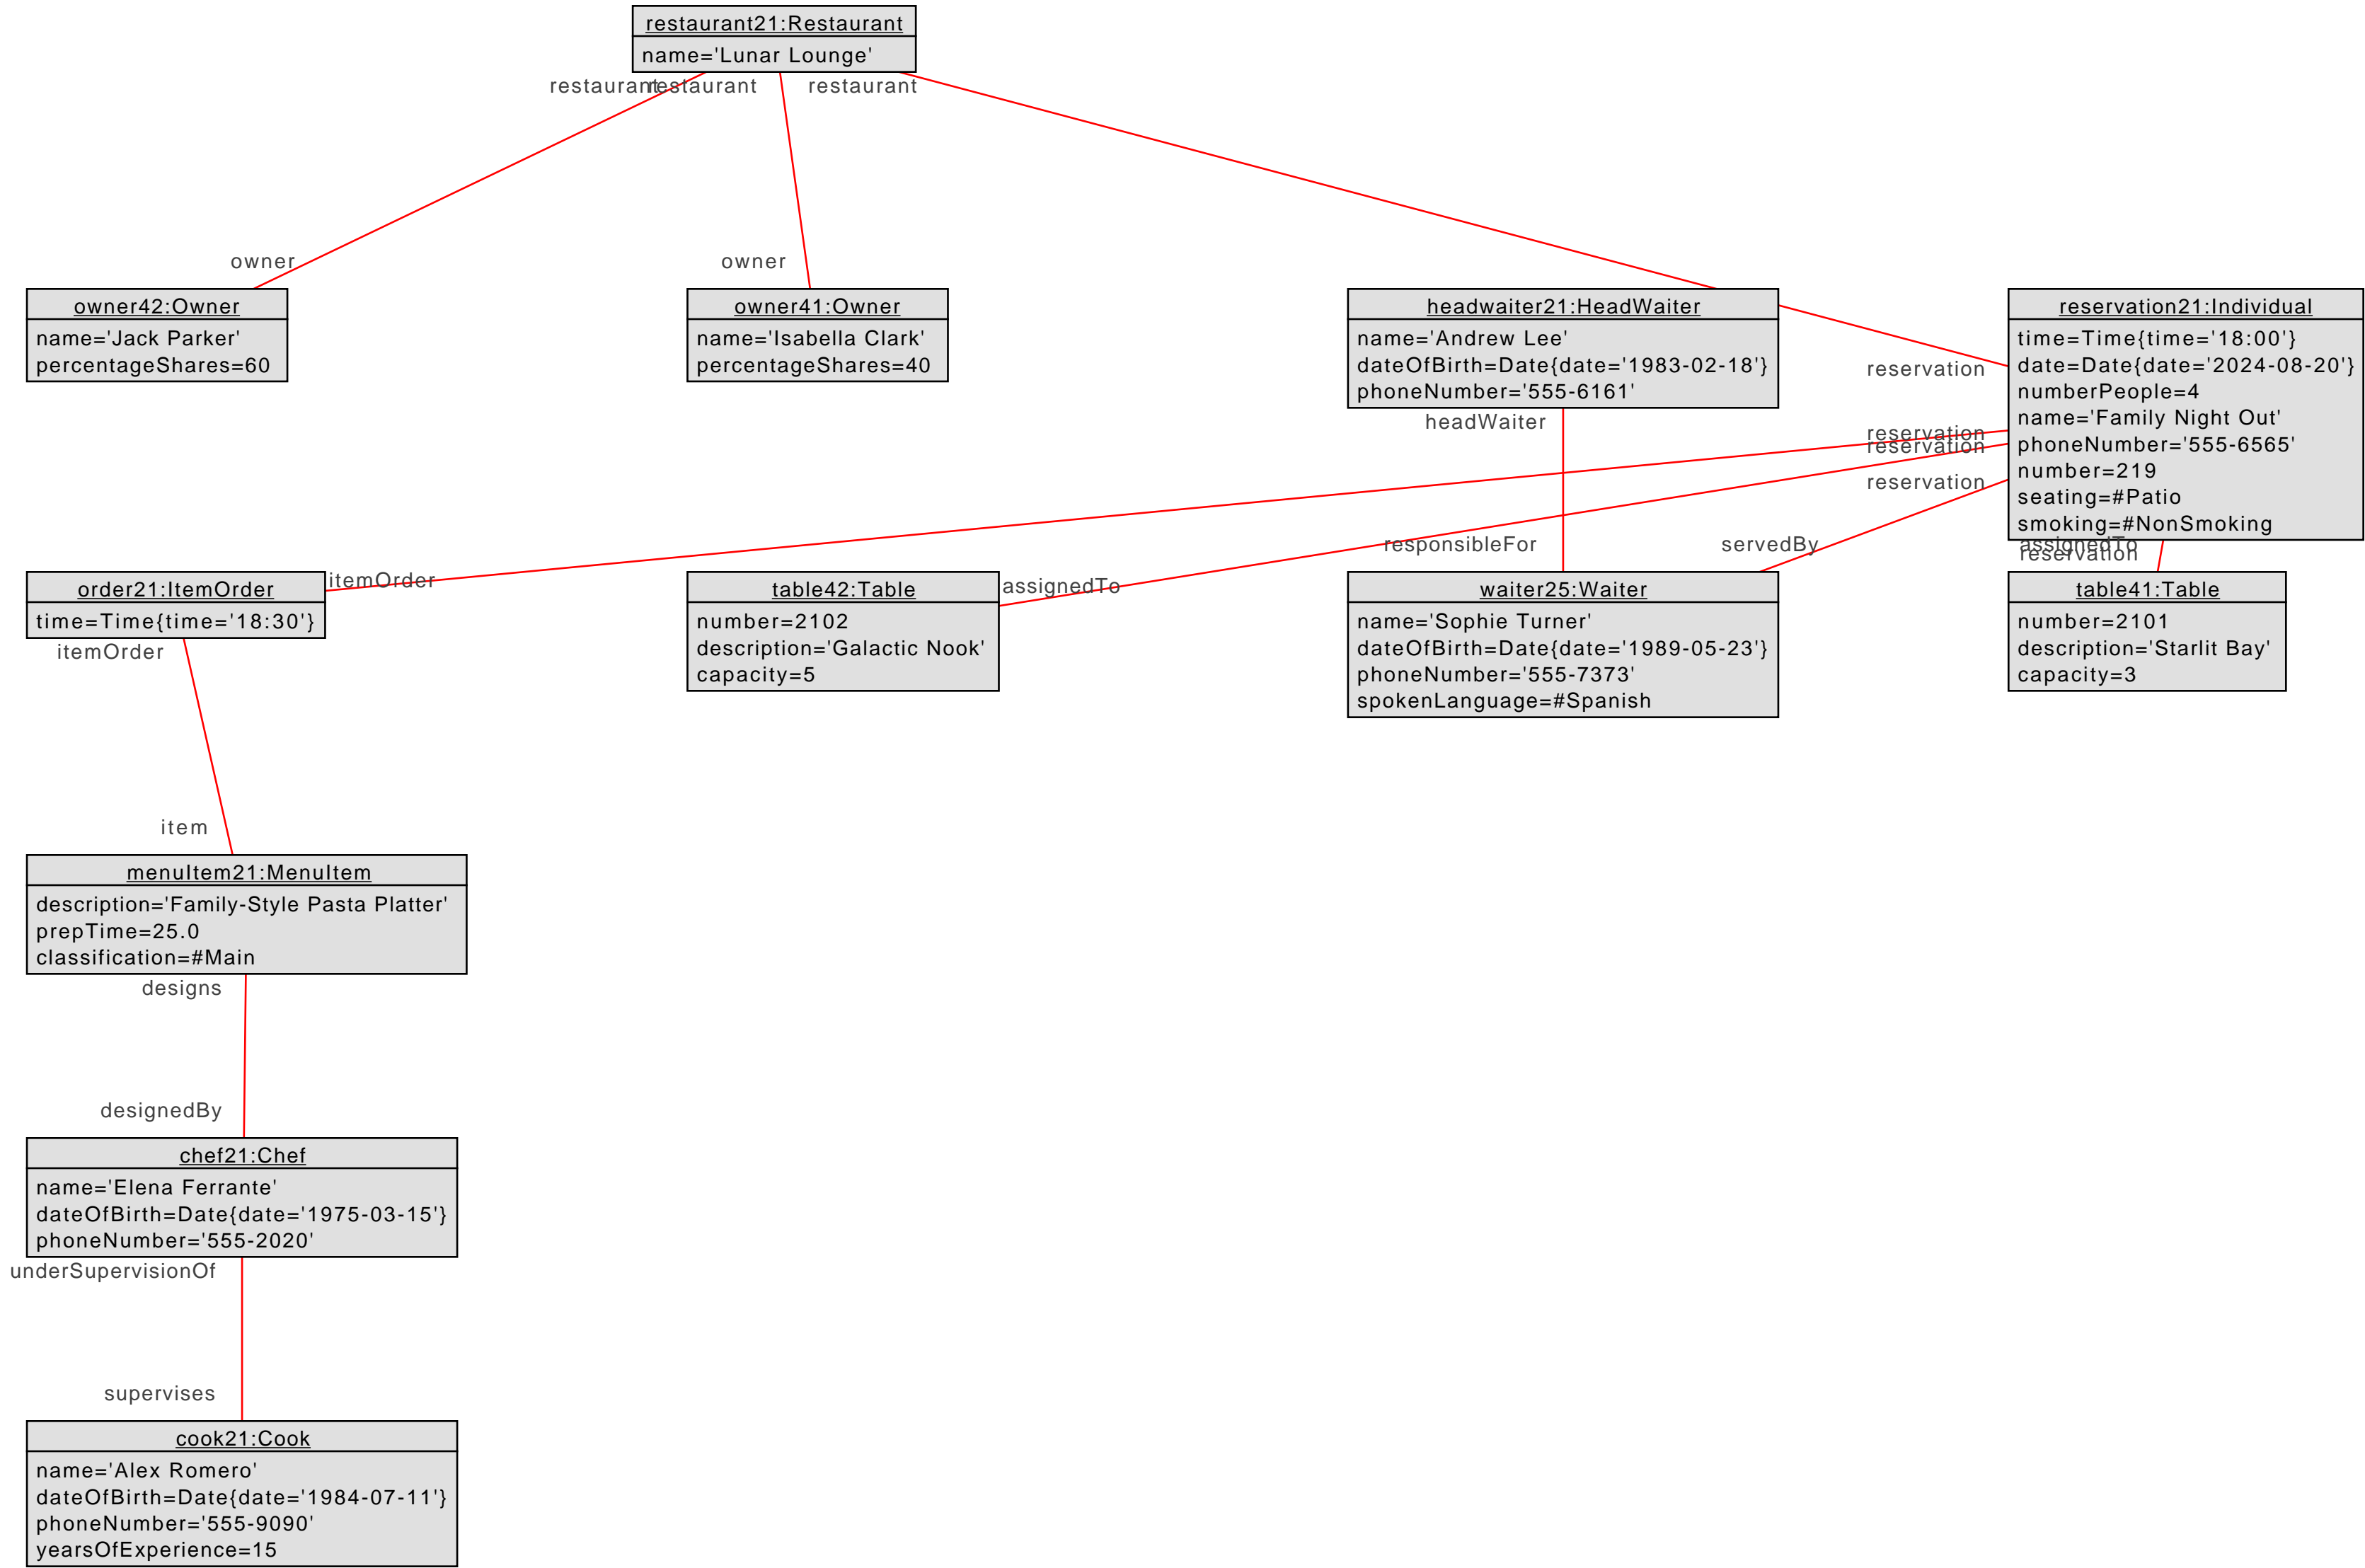 restaurant21:Restaurant
name='Lunar Lounge'
restaurant
restaurant
restaurant
owner
owner
owner42:Owner
name='Jack Parker'
percentageShares=60
owner41:Owner
name='Isabella Clark'
percentageShares=40
headwaiter21:HeadWaiter
name='Andrew Lee'
dateOfBirth=Date{date='1983-02-18'}
phoneNumber='555-6161'
headWaiter
reservation
reservation
reservation
reservation
reservation21:Individual
time=Time{time='18:00'}
date=Date{date='2024-08-20'}
numberPeople=4
name='Family Night Out'
phoneNumber='555-6565'
number=219
seating=#Patio
smoking=#NonSmoking
responsibleFor
servedBy
assignedTo
reservation
itemOrder
assignedTo
order21:ItemOrder
time=Time{time='18:30'}
itemOrder
table42:Table
number=2102
description='Galactic Nook'
capacity=5
waiter25:Waiter
name='Sophie Turner'
dateOfBirth=Date{date='1989-05-23'}
phoneNumber='555-7373'
spokenLanguage=#Spanish
table41:Table
number=2101
description='Starlit Bay'
capacity=3
item
menuItem21:MenuItem
description='Family-Style Pasta Platter'
prepTime=25.0
classification=#Main
designs
designedBy
chef21:Chef
name='Elena Ferrante'
dateOfBirth=Date{date='1975-03-15'}
phoneNumber='555-2020'
underSupervisionOf
supervises
cook21:Cook
name='Alex Romero'
dateOfBirth=Date{date='1984-07-11'}
phoneNumber='555-9090'
yearsOfExperience=15